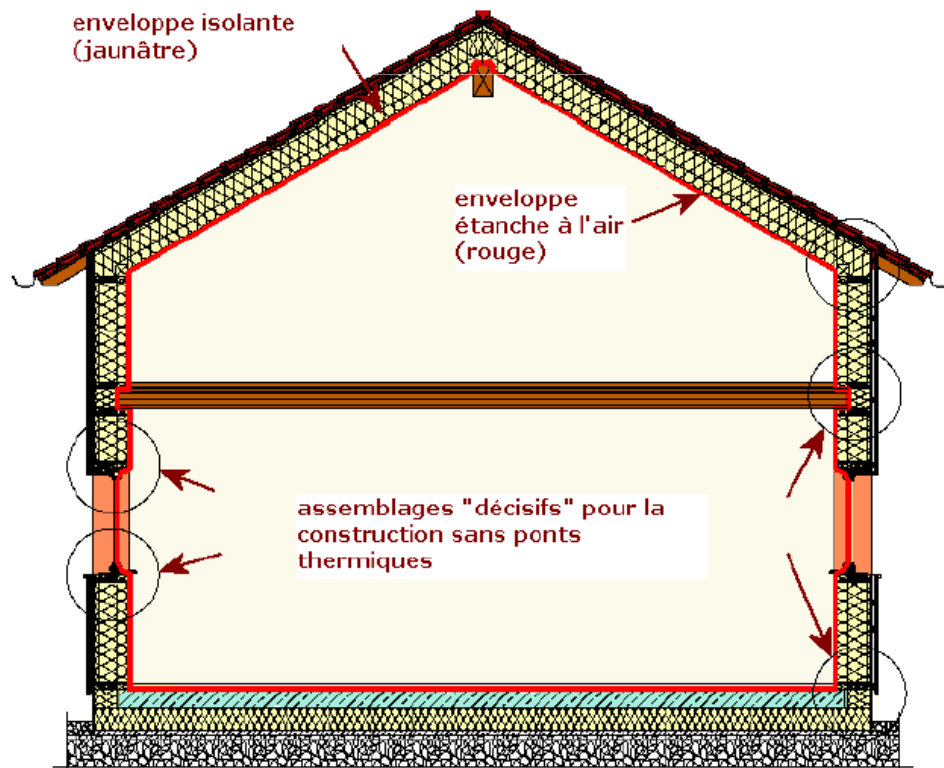 enveloppe isolante
(jaunâtre)
enveloppe
étanche à l'air
(rouge)
assemblages "décisifs" pour la
construction sans ponts
thermiques